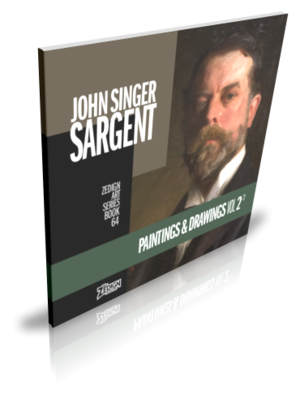 JOHN SINGER
SARGENT
ZEDIGN
ART
SERIES
BOOK
64
PAINTINGS & DRAWINGS VOL 2